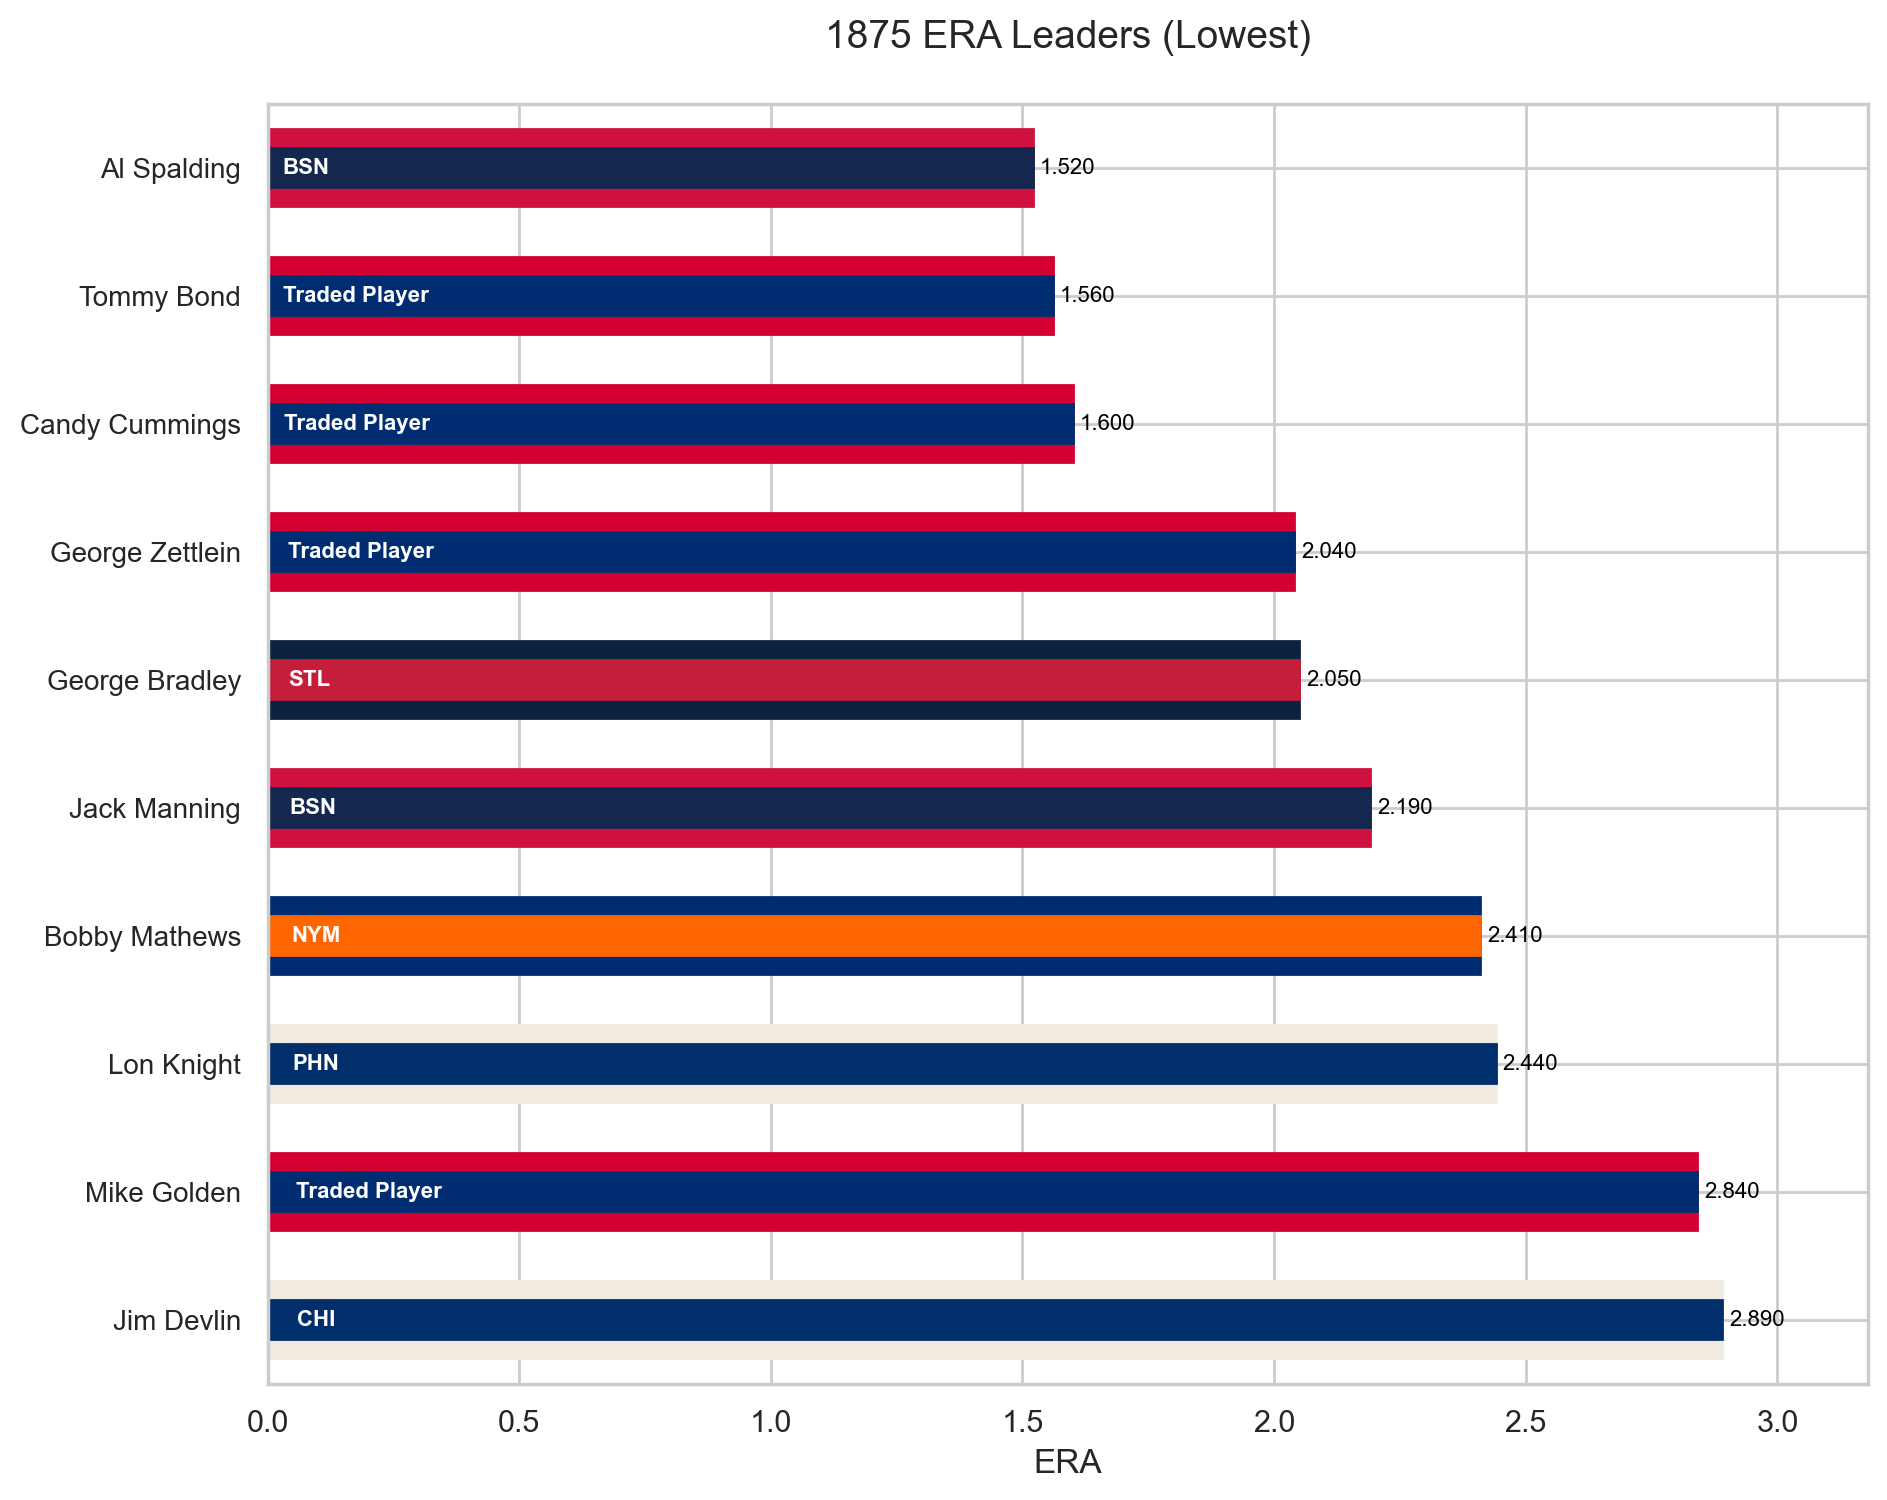 1875 ERA Leaders (Lowest)
Al Spalding BSN 1.520
Tommy Bond Traded Player 1.560
Candy Cummings Traded Player 1.600
George Zettlein Traded Player 2.040
George Bradley STL 2.050
Jack Manning BSN 2.190
Bobby Mathews NYM 2.410
Lon Knight PHN 2.440
Mike Golden Traded Player 2.840
Jim Devlin CHI 2.890
0.0 0.5 1.0 1.5 2.0 2.5 3.0
ERA